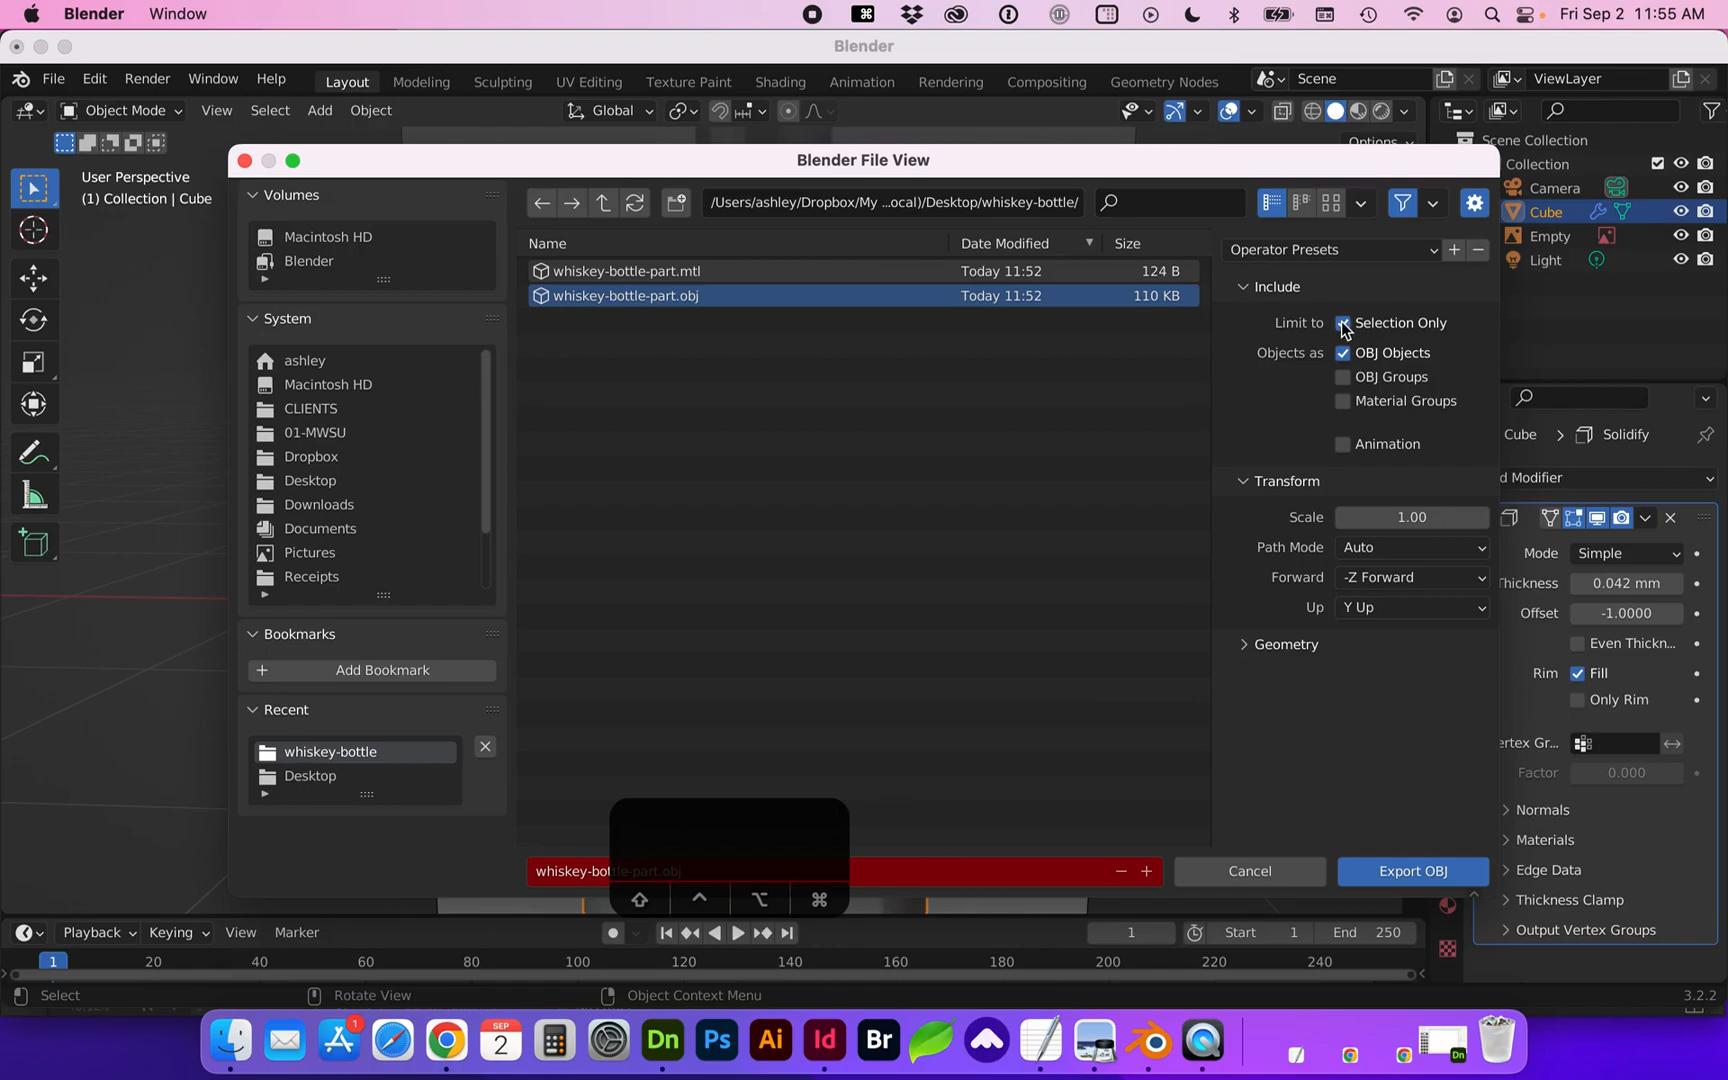 Blender Window Fri Sep 2 11:55 AM
Blender
File Edit Render Window Help Layout Modeling Sculpting UV Editing Texture Paint Shading Animation Rendering Compositing Geometry Nodes Scene ViewLayer
Object Mode View Select Add Object Global
Options
Scene Collection
Collection
Camera
Cube
Empty
Light
User Perspective
(1) Collection | Cube
Blender File View
Volumes
Macintosh HD
Blender
System
ashley
Macintosh HD
CLIENTS
01-MWSU
Dropbox
Desktop
Downloads
Documents
Pictures
Receipts
Bookmarks
Add Bookmark
Recent
whiskey-bottle
Desktop
/Users/ashley/Dropbox/My ...ocal)/Desktop/whiskey-bottle/
Name Date Modified Size
whiskey-bottle-part.mtl Today 11:52 124 B
whiskey-bottle-part.obj Today 11:52 110 KB
Operator Presets
Include
Limit to Selection Only
Objects as OBJ Objects
OBJ Groups
Material Groups
Animation
Transform
Scale 1.00
Path Mode Auto
Forward -Z Forward
Up Y Up
Geometry
whiskey-bottle-part.obj
Cancel Export OBJ
Cube Solidify
d Modifier
Mode Simple
Thickness 0.042 mm
Offset -1.0000
Even Thickn...
Rim Fill
Only Rim
ertex Gr...
Factor 0.000
Normals
Materials
Edge Data
Thickness Clamp
Output Vertex Groups
Playback Keying View Marker 1 Start 1 End 250
1 20 40 60 80 100 120 140 160 180 200 220 240
Select Rotate View Object Context Menu 3.2.2
1 SEP 2 Dn Ps Ai Id Br Dn